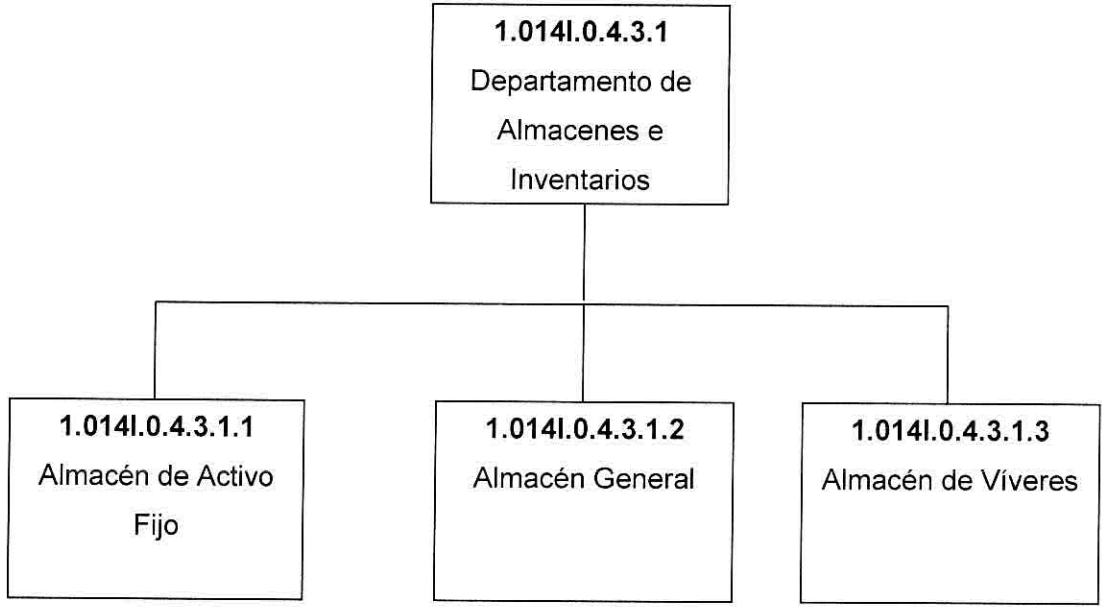 1.014I.0.4.3.1
Departamento de
Almacenes e
Inventarios
1.014I.0.4.3.1.1
Almacén de Activo
Fijo
1.014I.0.4.3.1.2
Almacén General
1.014I.0.4.3.1.3
Almacén de Víveres